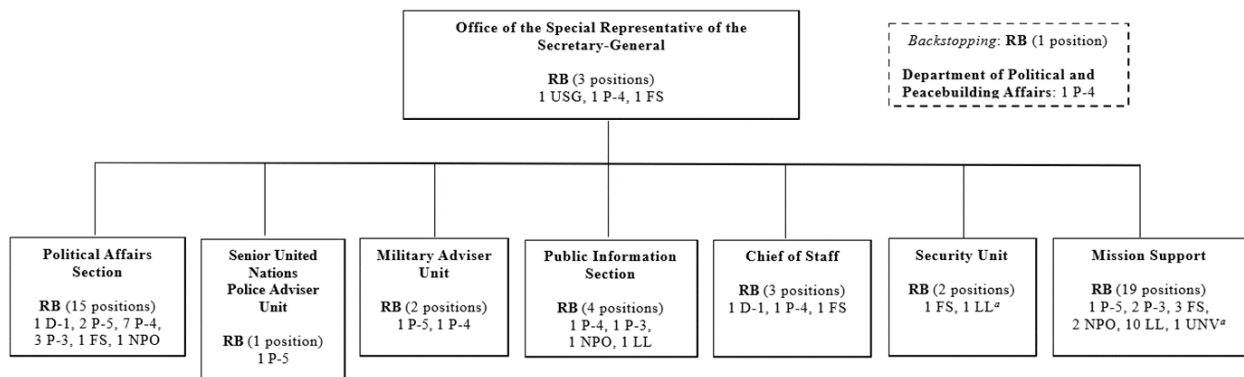 Office of the Special Representative of the
Secretary-General
RB (3 positions)
1 USG, 1 P-4, 1 FS
Backstopping: RB (1 position)
Department of Political and
Peacebuilding Affairs: 1 P-4
Political Affairs
Section
RB (15 positions)
1 D-1, 2 P-5, 7 P-4,
3 P-3, 1 FS, 1 NPO
Senior United
Nations
Police Adviser
Unit
RB (1 position)
1 P-5
Military Adviser
Unit
RB (2 positions)
1 P-5, 1 P-4
Public Information
Section
RB (4 positions)
1 P-4, 1 P-3,
1 NPO, 1 LL
Chief of Staff
RB (3 positions)
1 D-1, 1 P-4, 1 FS
Security Unit
RB (2 positions)
1 FS, 1 LLᵃ
Mission Support
RB (19 positions)
1 P-5, 2 P-3, 3 FS,
2 NPO, 10 LL, 1 UNVᵃ